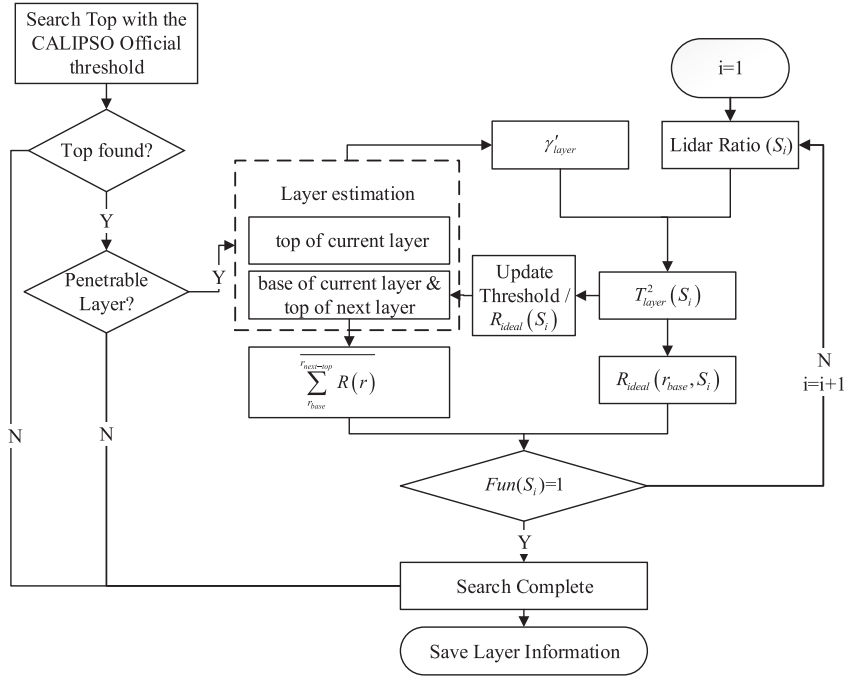 Search Top with the
CALIPSO Official
threshold
Top found?
Y
Penetrable
Layer?
Y
N
N
Layer estimation
top of current layer
base of current layer &
top of next layer
γ′layer
i=1
Lidar Ratio (Si)
Update
Threshold /
Rideal (Si)
T²layer (Si)
rnext−top
∑ R(r)
rbase
Rideal (rbase, Si)
N
i=i+1
Fun(Si)=1
Y
Search Complete
Save Layer Information